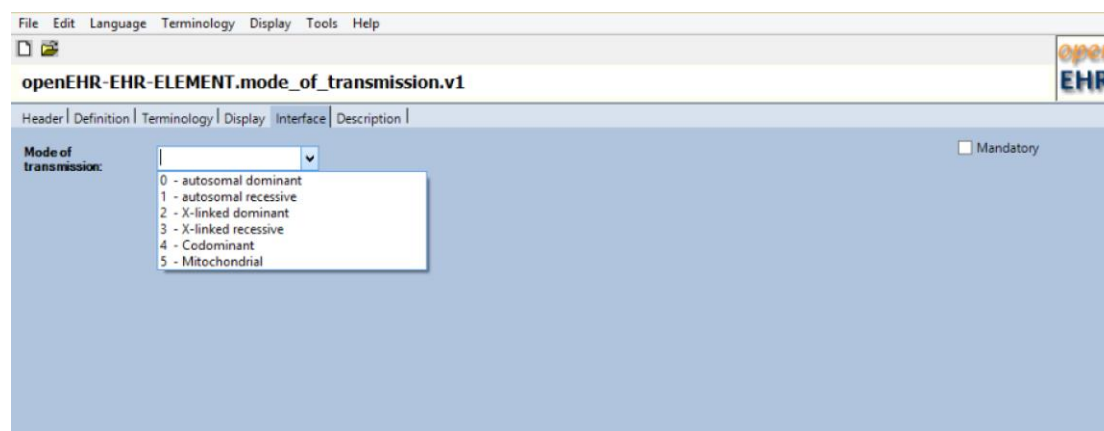 File Edit Language Terminology Display Tools Help
open
EHR
openEHR-EHR-ELEMENT.mode_of_transmission.v1
Header Definition Terminology Display Interface Description
Mode of
transmission:
Mandatory
0 - autosomal dominant
1 - autosomal recessive
2 - X-linked dominant
3 - X-linked recessive
4 - Codominant
5 - Mitochondrial